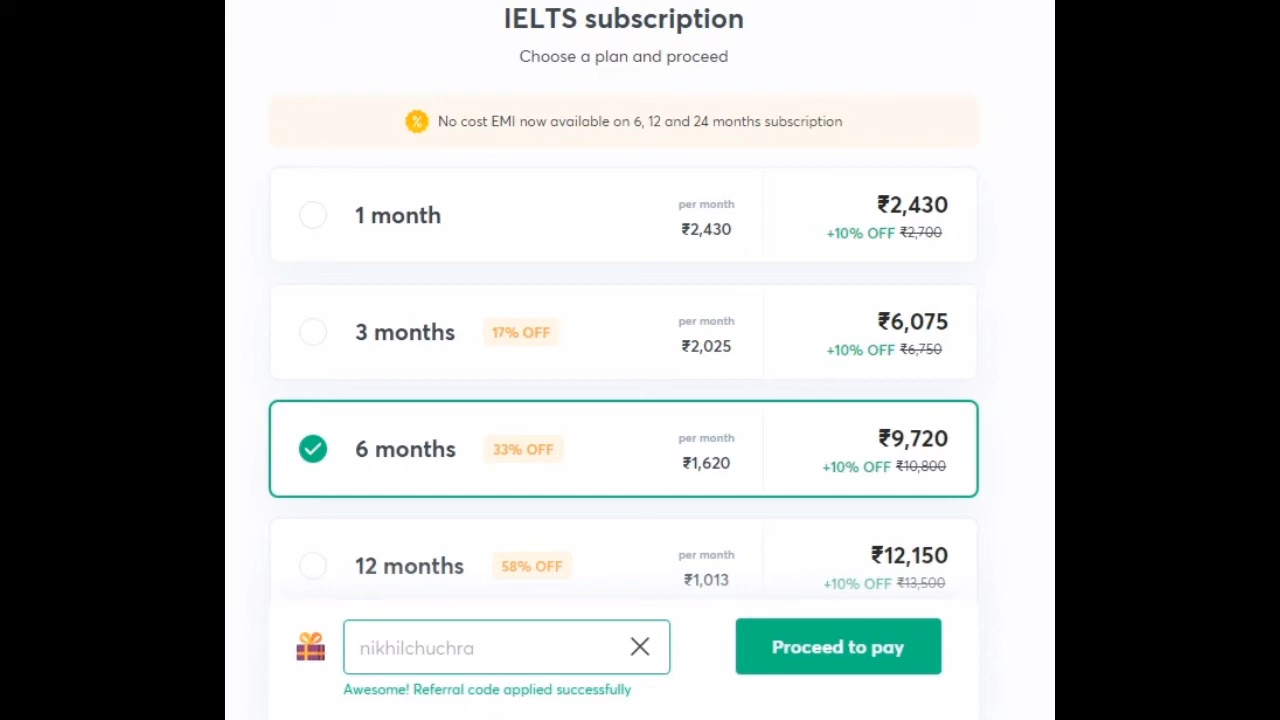 IELTS subscription
Choose a plan and proceed
% No cost EMI now available on 6, 12 and 24 months subscription
1 month
per month
₹2,430
₹2,430
+10% OFF ₹2,700
3 months
17% OFF
per month
₹2,025
₹6,075
+10% OFF ₹6,750
6 months
33% OFF
per month
₹1,620
₹9,720
+10% OFF ₹10,800
12 months
58% OFF
per month
₹1,013
₹12,150
+10% OFF ₹13,500
nikhilchuchra
Proceed to pay
Awesome! Referral code applied successfully